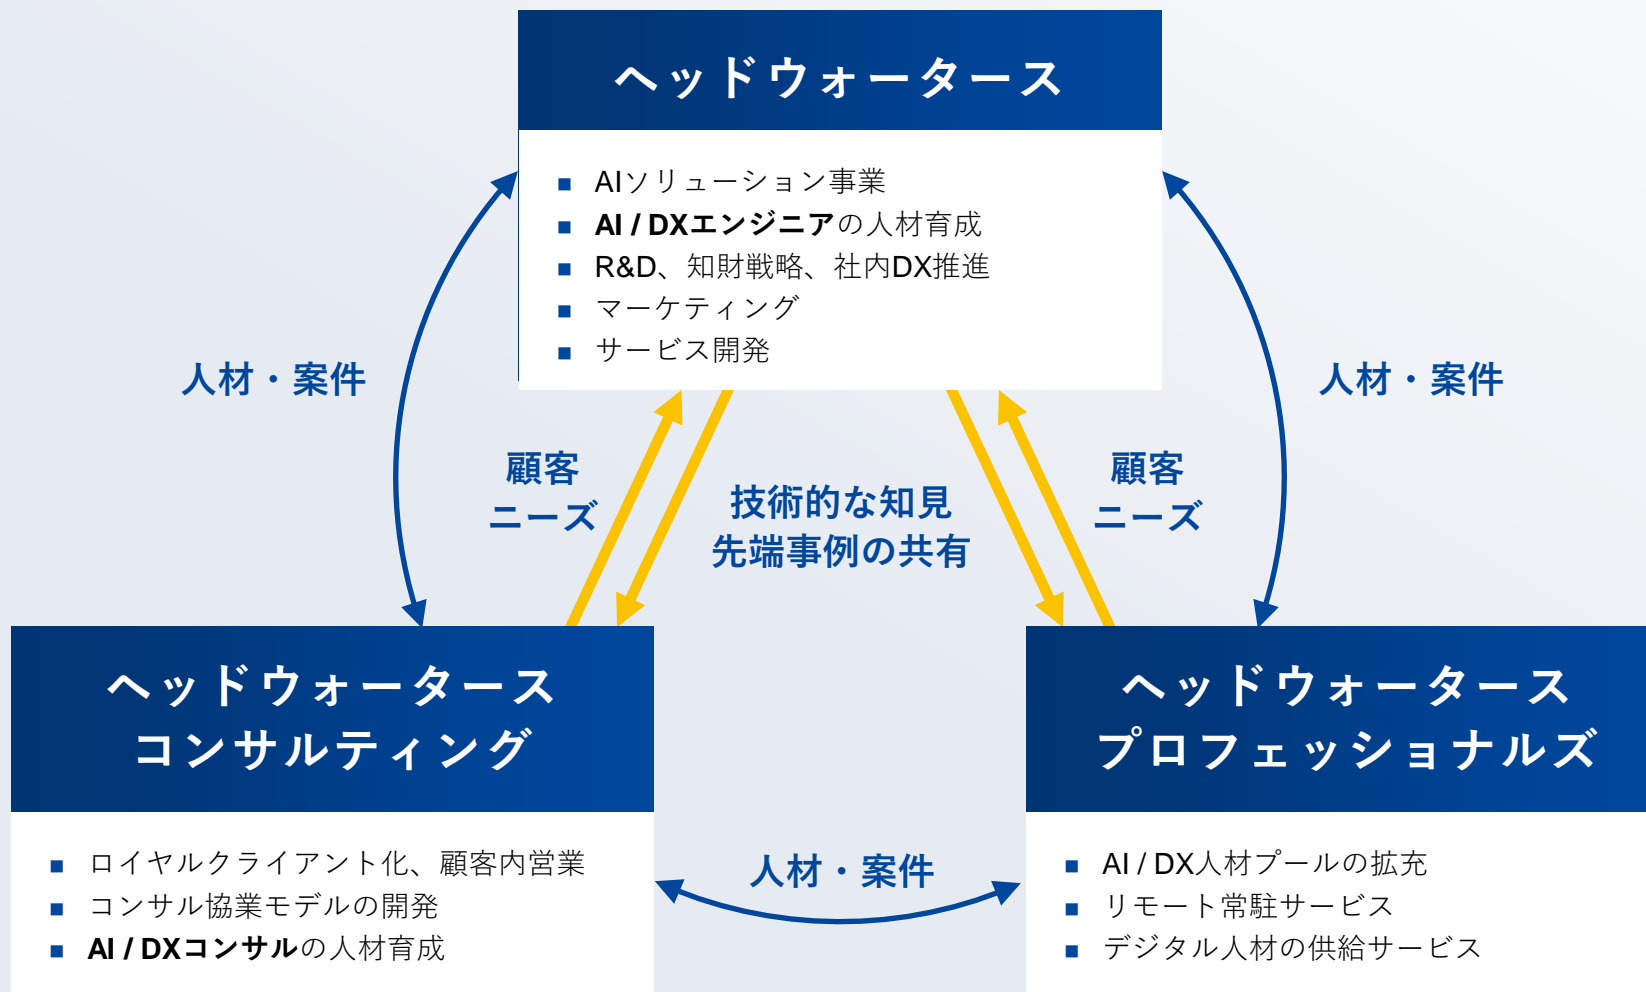 ヘッドウォータース
■ AIソリューション事業
■ AI / DXエンジニアの人材育成
■ R&D、知財戦略、社内DX推進
■ マーケティング
■ サービス開発
人材・案件
人材・案件
顧客
ニーズ
技術的な知見
先端事例の共有
顧客
ニーズ
ヘッドウォータース
コンサルティング
■ ロイヤルクライアント化、顧客内営業
■ コンサル協業モデルの開発
■ AI / DXコンサルの人材育成
人材・案件
ヘッドウォータース
プロフェッショナルズ
■ AI / DX人材プールの拡充
■ リモート常駐サービス
■ デジタル人材の供給サービス